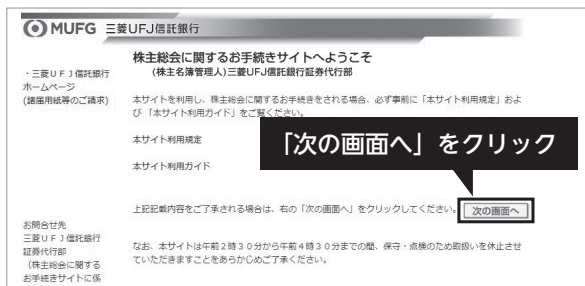 MUFG 三菱UFJ信託銀行
株主総会に関するお手続きサイトへようこそ
(株主名簿管理人)三菱UFJ信託銀行証券代行部
・三菱ＵＦＪ信託銀行
ホームページ
(諸届用紙等のご請求)
本サイトを利用し、株主総会に関するお手続きをされる場合、必ず事前に「本サイト利用規定」およ
び 「本サイト利用ガイド」をご覧ください。
本サイト利用規定
「次の画面へ」をクリック
本サイト利用ガイド
上記記載内容をご了承される場合は、右の「次の画面へ」をクリックしてください。 次の画面へ
お問合せ先
三菱ＵＦＪ信託銀行
証券代行部
(株主総会に関する
お手続きサイトに係
なお、本サイトは午前２時３０分から午前４時３０分までの間、保守・点検のため取扱いを休止させ
ていただきますことをあらかじめご了承ください。